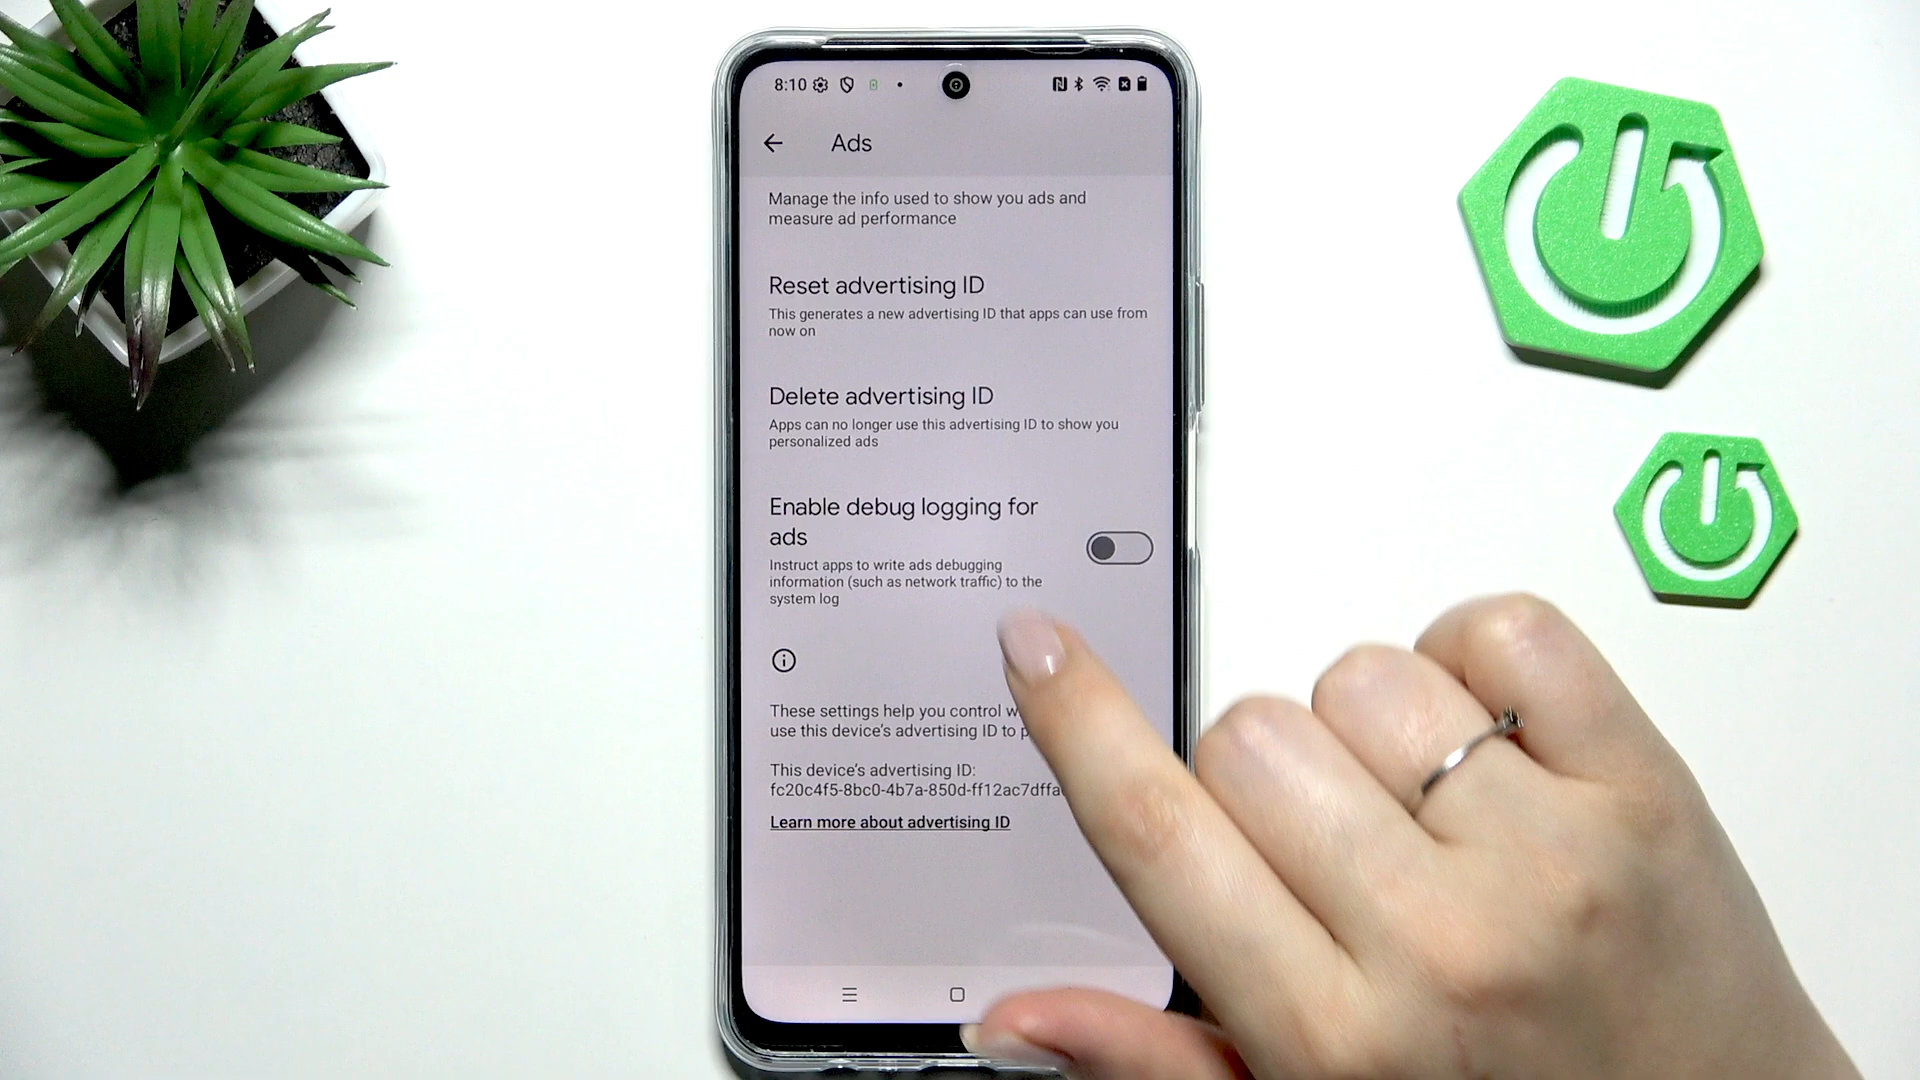 8:10
Ads
Manage the info used to show you ads and
measure ad performance
Reset advertising ID
This generates a new advertising ID that apps can use from
now on
Delete advertising ID
Apps can no longer use this advertising ID to show you
personalized ads
Enable debug logging for
ads
Instruct apps to write ads debugging
information (such as network traffic) to the
system log
These settings help you control
use this device's advertising ID to
This device's advertising ID:
fc20c4f5-8bc0-4b7a-850d-ff12ac7dffa
Learn more about advertising ID